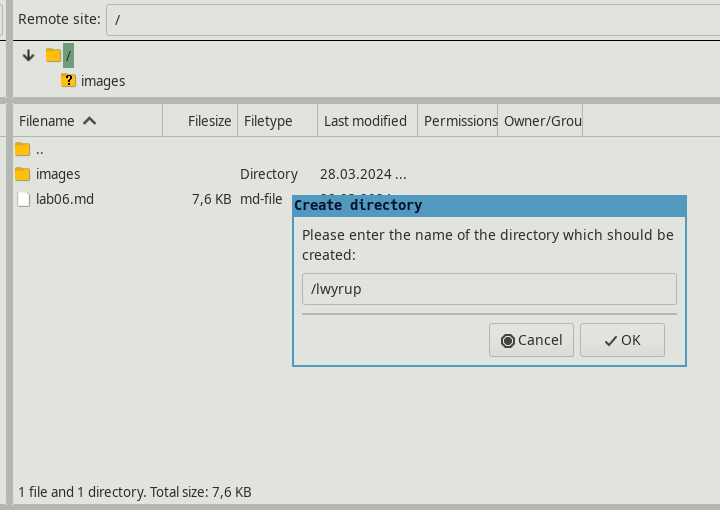 Remote site: /
/
images
Filename Filesize Filetype Last modified Permissions Owner/Grou
..
images Directory 28.03.2024 ...
lab06.md 7,6 KB md-file
Create directory
Please enter the name of the directory which should be
created:
/lwyrup
Cancel OK
1 file and 1 directory. Total size: 7,6 KB